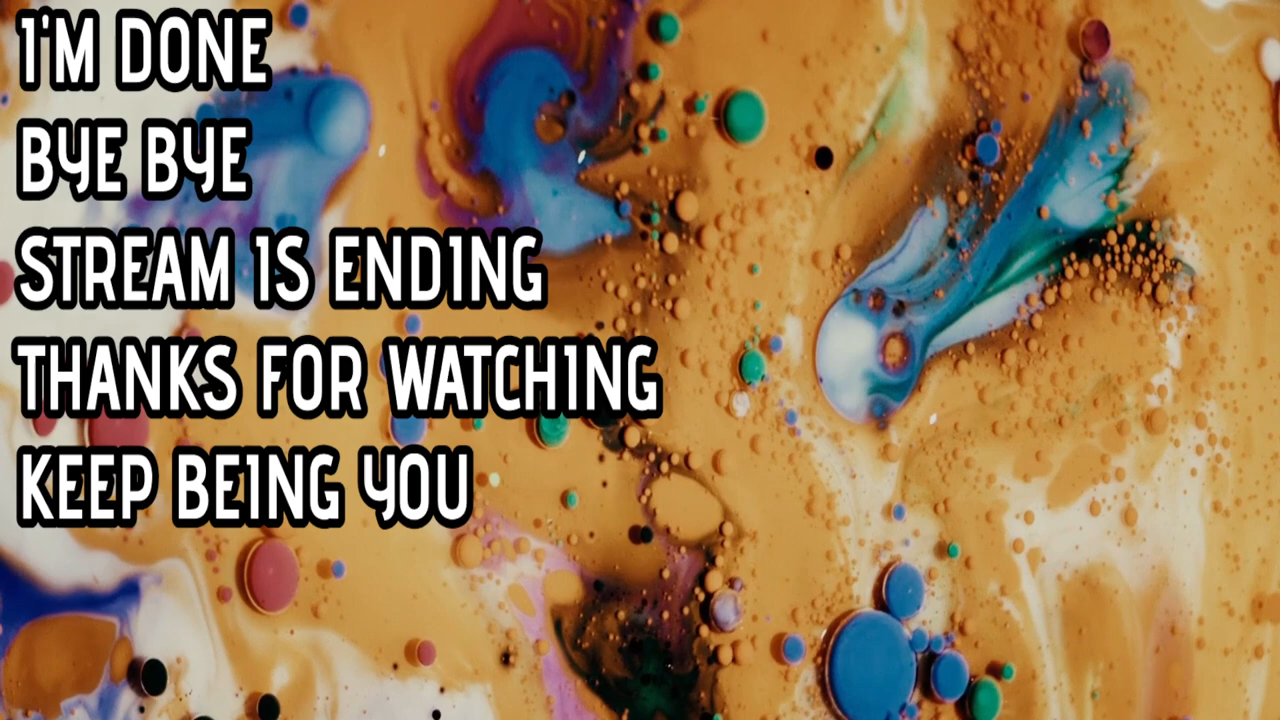 I'M DONE
BYE BYE
STREAM IS ENDING
THANKS FOR WATCHING
KEEP BEING YOU